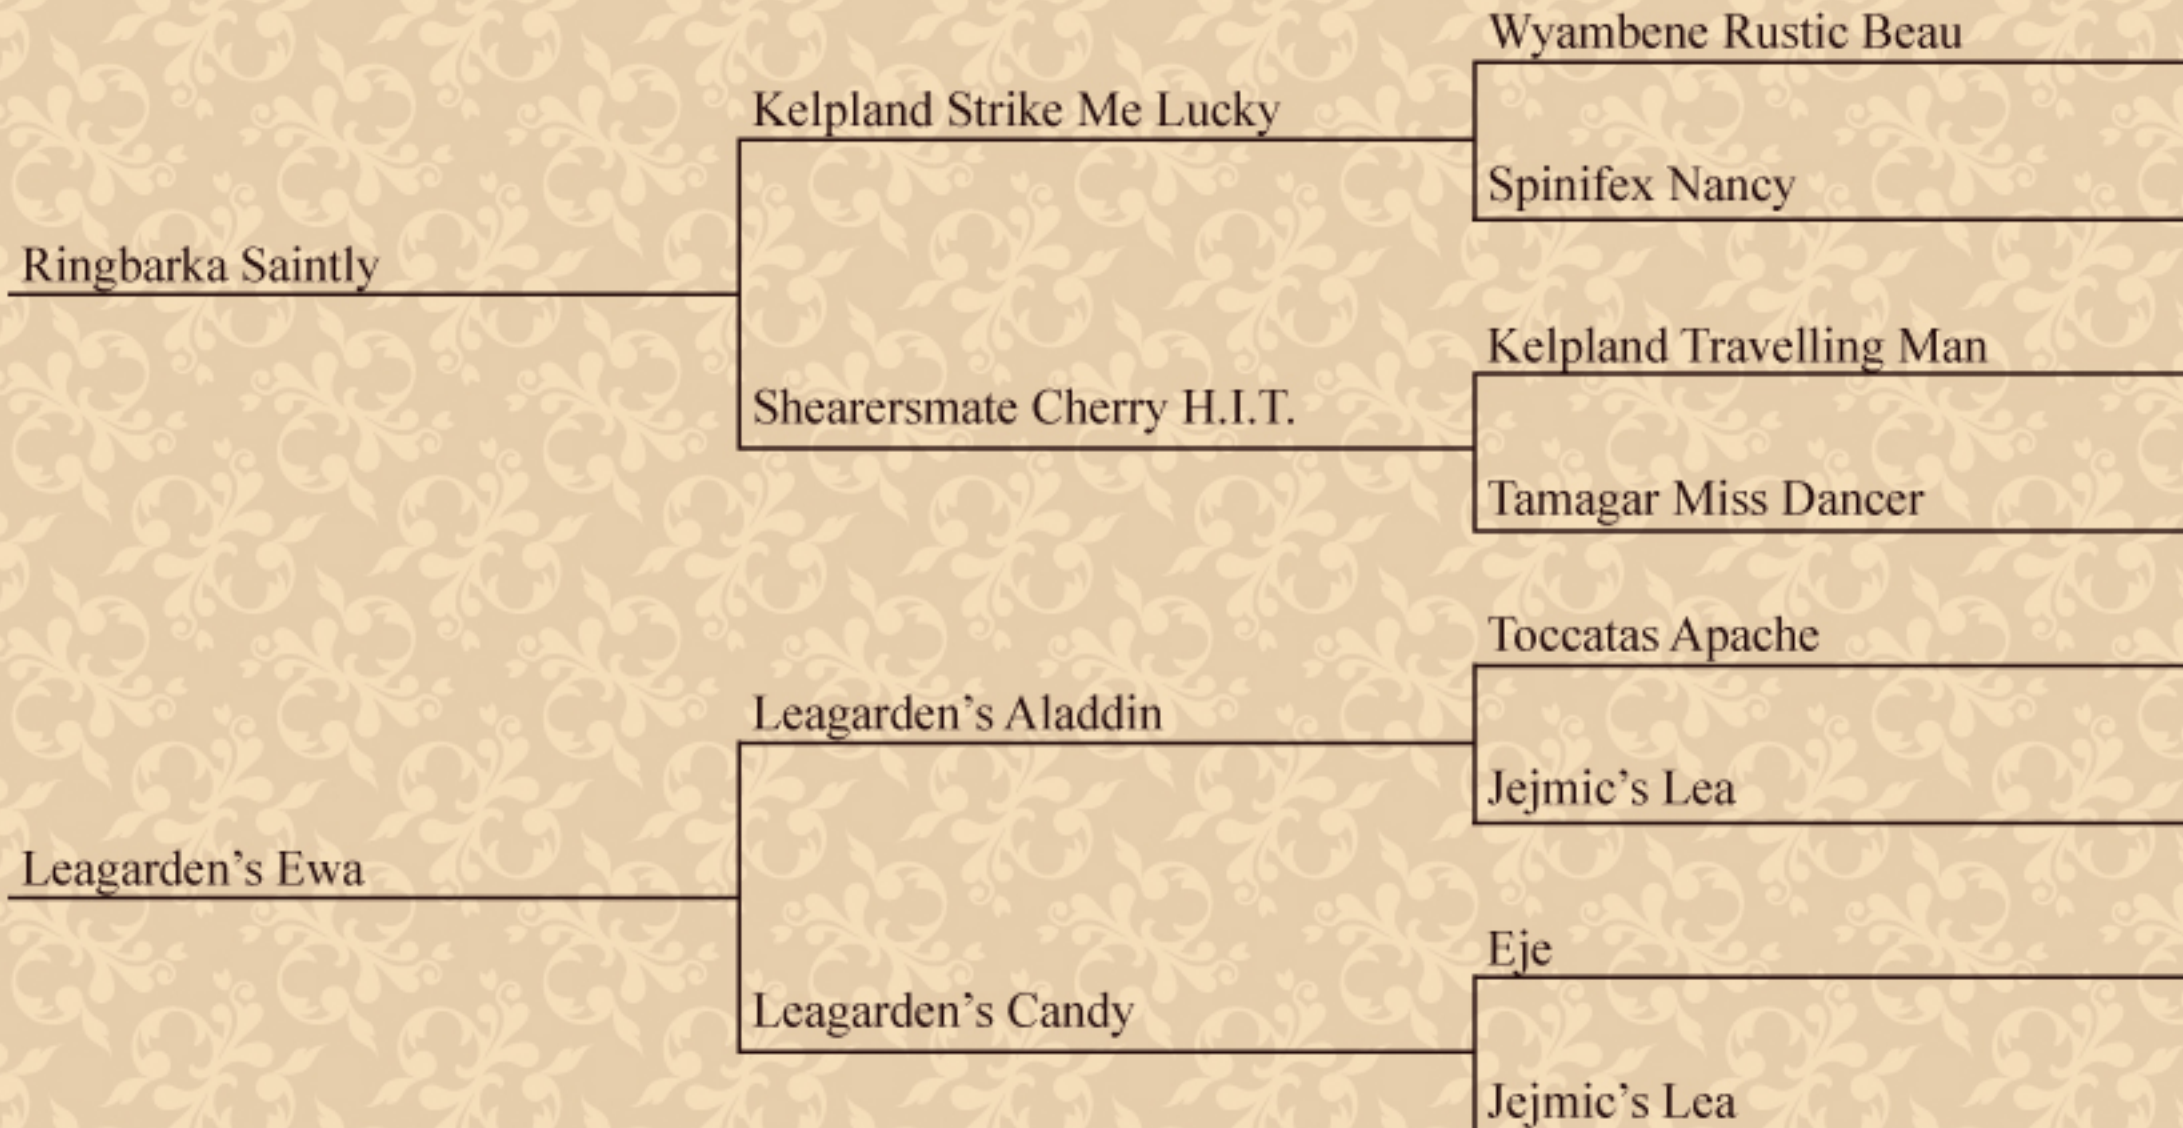 Wyambene Rustic Beau
Kelpland Strike Me Lucky
Spinifex Nancy
Ringbarka Saintly
Kelpland Travelling Man
Shearersmate Cherry H.I.T.
Tamagar Miss Dancer
Toccatas Apache
Leagarden’s Aladdin
Jejmic’s Lea
Leagarden’s Ewa
Eje
Leagarden’s Candy
Jejmic’s Lea